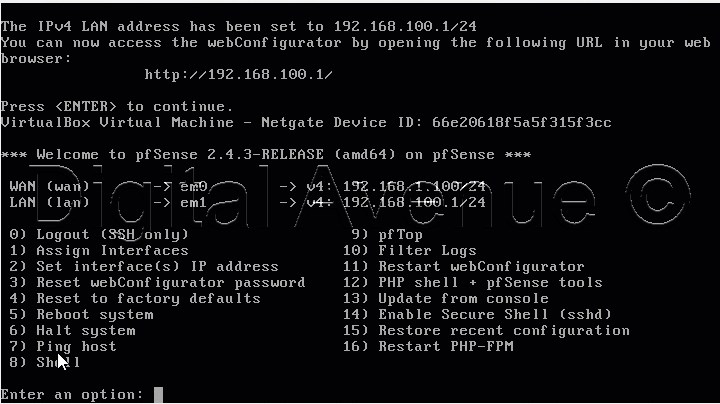 The IPv4 LAN address has been set to 192.168.100.1/24
You can now access the webConfigurator by opening the following URL in your web
browser:
http://192.168.100.1/
Press <ENTER> to continue.
VirtualBox Virtual Machine - Netgate Device ID: 66e20618f5a5f315f3cc
*** Welcome to pfSense 2.4.3-RELEASE (amd64) on pfSense ***
Digital Avenue ©
WAN (wan) -> em0 -> v4: 192.168.1.100/24
LAN (lan) -> em1 -> v4: 192.168.100.1/24
0) Logout (SSH only) 9) pfTop
1) Assign Interfaces 10) Filter Logs
2) Set interface(s) IP address 11) Restart webConfigurator
3) Reset webConfigurator password 12) PHP shell + pfSense tools
4) Reset to factory defaults 13) Update from console
5) Reboot system 14) Enable Secure Shell (sshd)
6) Halt system 15) Restore recent configuration
7) Ping host 16) Restart PHP-FPM
8) Shell
Enter an option: